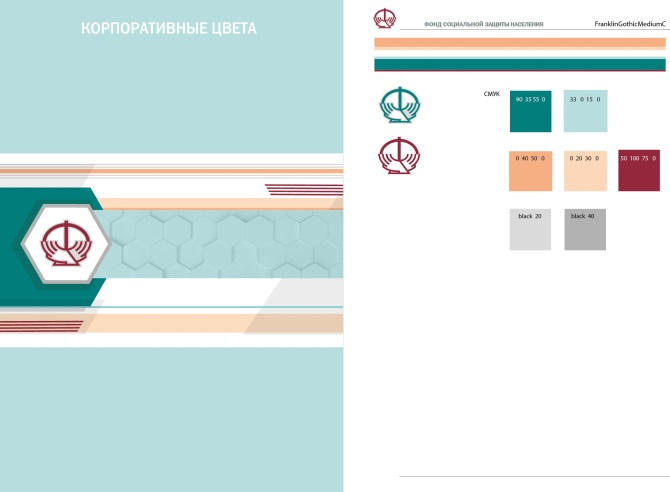 КОРПОРАТИВНЫЕ ЦВЕТА
ФОНД СОЦИАЛЬНОЙ ЗАЩИТЫ НАСЕЛЕНИЯ
FranklinGothicMediumC
CMYK
90 35 55 0
33 0 15 0
0 40 50 0
0 20 30 0
50 100 75 0
black 20
black 40